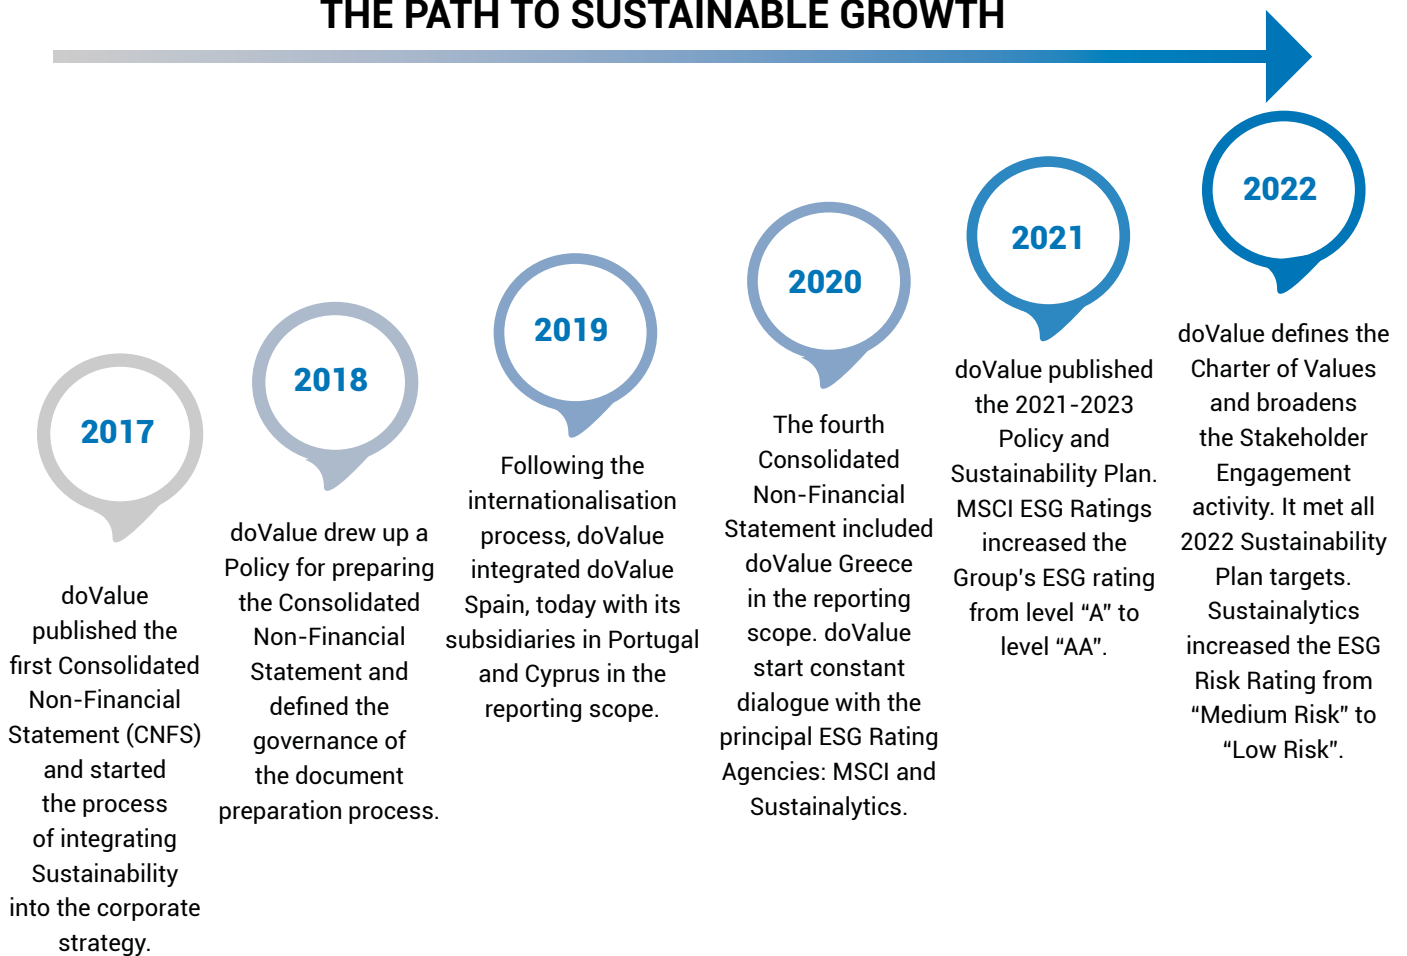 THE PATH TO SUSTAINABLE GROWTH
2017
doValue
published the
first Consolidated
Non-Financial
Statement (CNFS)
and started
the process
of integrating
Sustainability
into the corporate
strategy.
2018
doValue drew up a
Policy for preparing
the Consolidated
Non-Financial
Statement and
defined the
governance of
the document
preparation process.
2019
Following the
internationalisation
process, doValue
integrated doValue
Spain, today with its
subsidiaries in Portugal
and Cyprus in the
reporting scope.
2020
The fourth
Consolidated
Non-Financial
Statement included
doValue Greece
in the reporting
scope. doValue
start constant
dialogue with the
principal ESG Rating
Agencies: MSCI and
Sustainalytics.
2021
doValue published
the 2021-2023
Policy and
Sustainability Plan.
MSCI ESG Ratings
increased the
Group's ESG rating
from level “A” to
level “AA”.
2022
doValue defines the
Charter of Values
and broadens
the Stakeholder
Engagement
activity. It met all
2022 Sustainability
Plan targets.
Sustainalytics
increased the ESG
Risk Rating from
“Medium Risk” to
“Low Risk”.